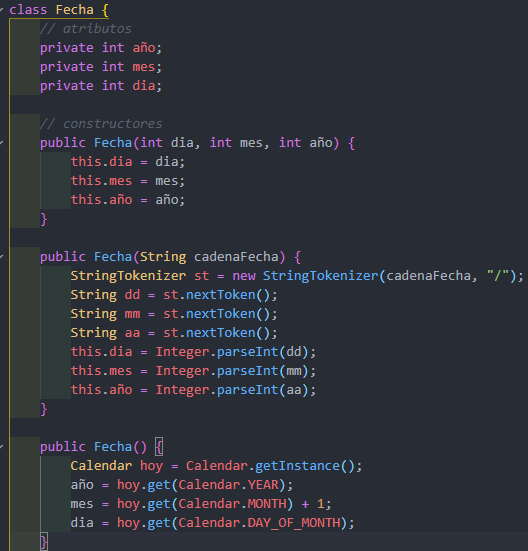 class Fecha {
// atributos
private int año;
private int mes;
private int dia;
// constructores
public Fecha(int dia, int mes, int año) {
this.dia = dia;
this.mes = mes;
this.año = año;
}
public Fecha(String cadenaFecha) {
StringTokenizer st = new StringTokenizer(cadenaFecha, "/");
String dd = st.nextToken();
String mm = st.nextToken();
String aa = st.nextToken();
this.dia = Integer.parseInt(dd);
this.mes = Integer.parseInt(mm);
this.año = Integer.parseInt(aa);
}
public Fecha() {
Calendar hoy = Calendar.getInstance();
año = hoy.get(Calendar.YEAR);
mes = hoy.get(Calendar.MONTH) + 1;
dia = hoy.get(Calendar.DAY_OF_MONTH);
}